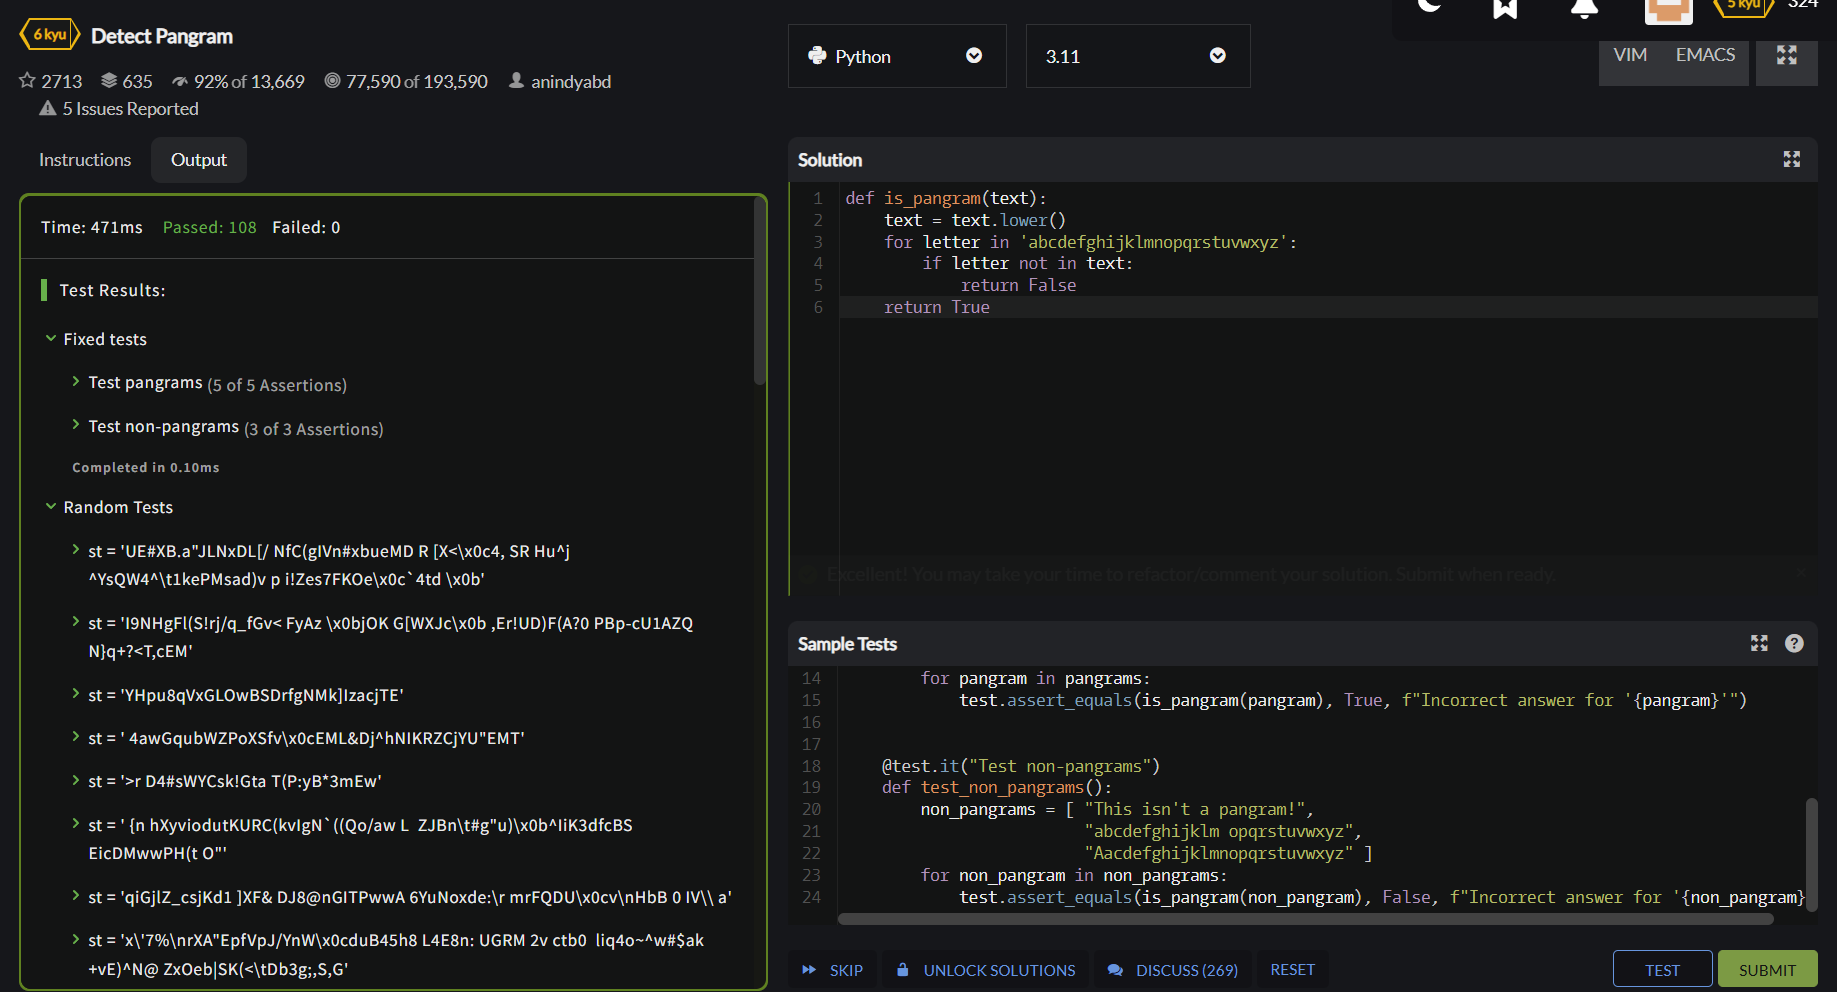 6 kyu Detect Pangram
2713 635 92% of 13,669 77,590 of 193,590 anindyabd
5 Issues Reported
Instructions Output
Time: 471ms Passed: 108 Failed: 0
Test Results:
Fixed tests
Test pangrams (5 of 5 Assertions)
Test non-pangrams (3 of 3 Assertions)
Completed in 0.10ms
Random Tests
st = 'UE#XB.a"JLNxDL[/ NfC(gIVn#xbueMD R [X<\x0c4, SR Hu^j
^YsQW4^\t1kePMsad)v p i!Zes7FKOe\x0c`4td \x0b'
st = 'I9NHgFl(S!rj/q_fGv< FyAz \x0bjOK G[WXJc\x0b ,Er!UD)F(A?0 PBp-cU1AZQ
N}q+?<T,cEM'
st = 'YHpu8qVxGLOwBSDrfgNMk]IzacjTE'
st = ' 4awGqubWZPoXSfv\x0cEML&Dj^hNIKRZCjYU"EMT'
st = '>r D4#sWYCsk!Gta T(P:yB*3mEw'
st = ' {n hXyviodutKURC(kvIgN`((Qo/aw L  ZJBn\t#g"u)\x0b^IiK3dfcBS
EicDMwwPH(t O"'
st = 'qiGjlZ_csjKd1 ]XF& DJ8@nGITPwwA 6YuNoxde:\r mrFQDU\x0cv\nHbB 0 IV\\ a'
st = 'x\'7%\nrXA"EpfVpJ/YnW\x0cduB45h8 L4E8n: UGRM 2v ctb0  liq4o~^w#$ak
+vE)^N@ ZxOeb|SK(<\tDb3g;,S,G'
Python 3.11
5 kyu 324
VIM EMACS
Solution
1 def is_pangram(text):
2     text = text.lower()
3     for letter in 'abcdefghijklmnopqrstuvwxyz':
4         if letter not in text:
5             return False
6     return True
Excellent! You may take your time to refactor/comment your solution. Submit when ready.
Sample Tests
14         for pangram in pangrams:
15             test.assert_equals(is_pangram(pangram), True, f"Incorrect answer for '{pangram}'")
16
17
18     @test.it("Test non-pangrams")
19     def test_non_pangrams():
20         non_pangrams = [ "This isn't a pangram!",
21                          "abcdefghijklm opqrstuvwxyz",
22                          "Aacdefghijklmnopqrstuvwxyz" ]
23         for non_pangram in non_pangrams:
24             test.assert_equals(is_pangram(non_pangram), False, f"Incorrect answer for '{non_pangram}
SKIP UNLOCK SOLUTIONS DISCUSS (269) RESET TEST SUBMIT